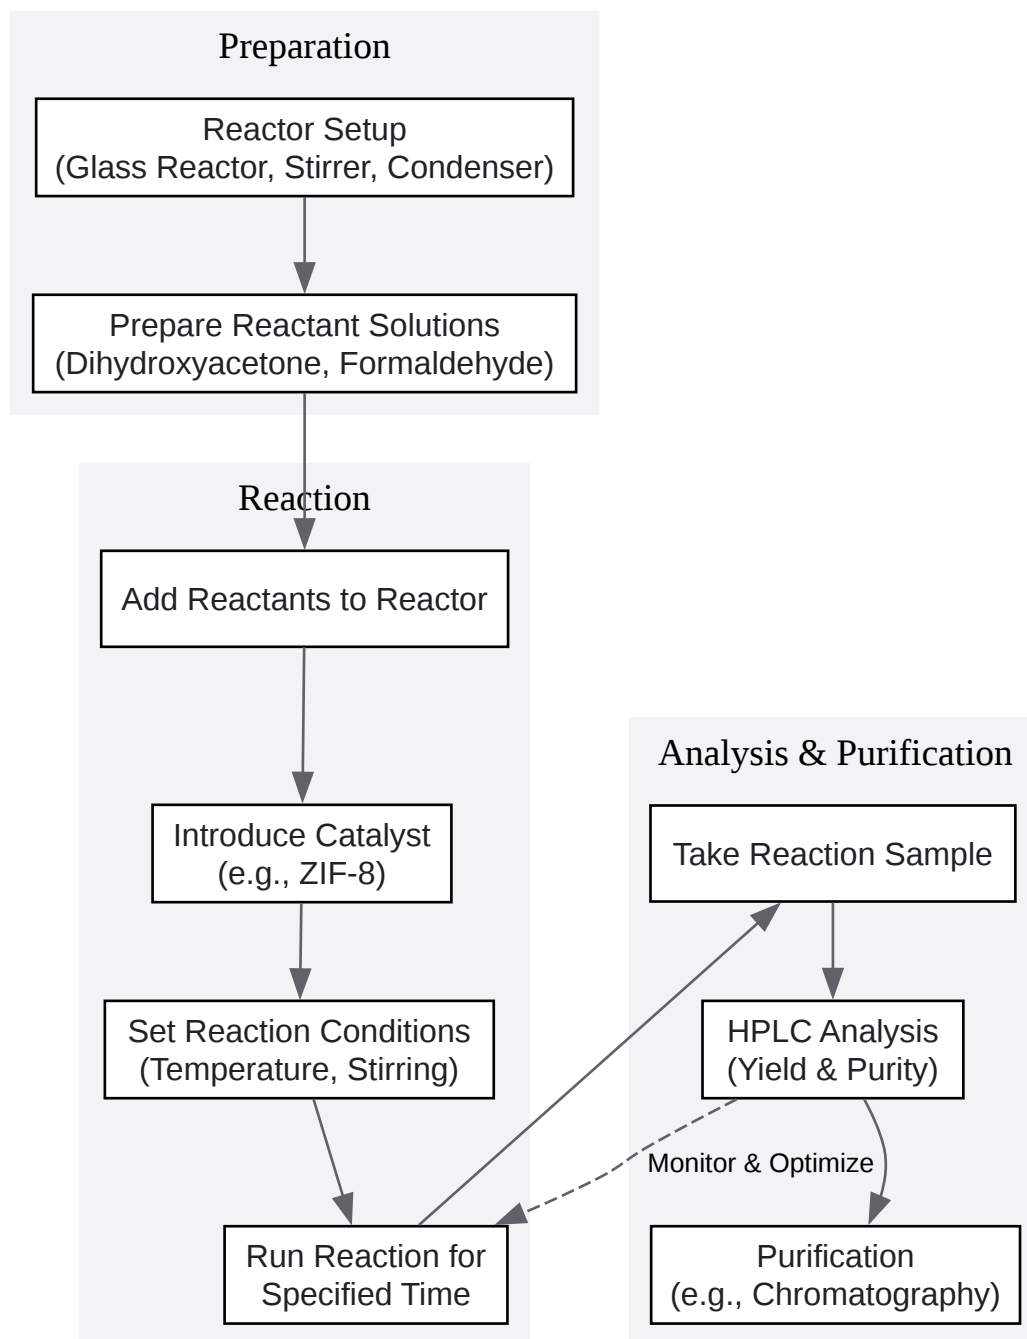 Preparation
Reactor Setup
(Glass Reactor, Stirrer, Condenser)
Prepare Reactant Solutions
(Dihydroxyacetone, Formaldehyde)
Reaction
Add Reactants to Reactor
Introduce Catalyst
(e.g., ZIF-8)
Set Reaction Conditions
(Temperature, Stirring)
Run Reaction for
Specified Time
Analysis & Purification
Take Reaction Sample
HPLC Analysis
(Yield & Purity)
Monitor & Optimize
Purification
(e.g., Chromatography)